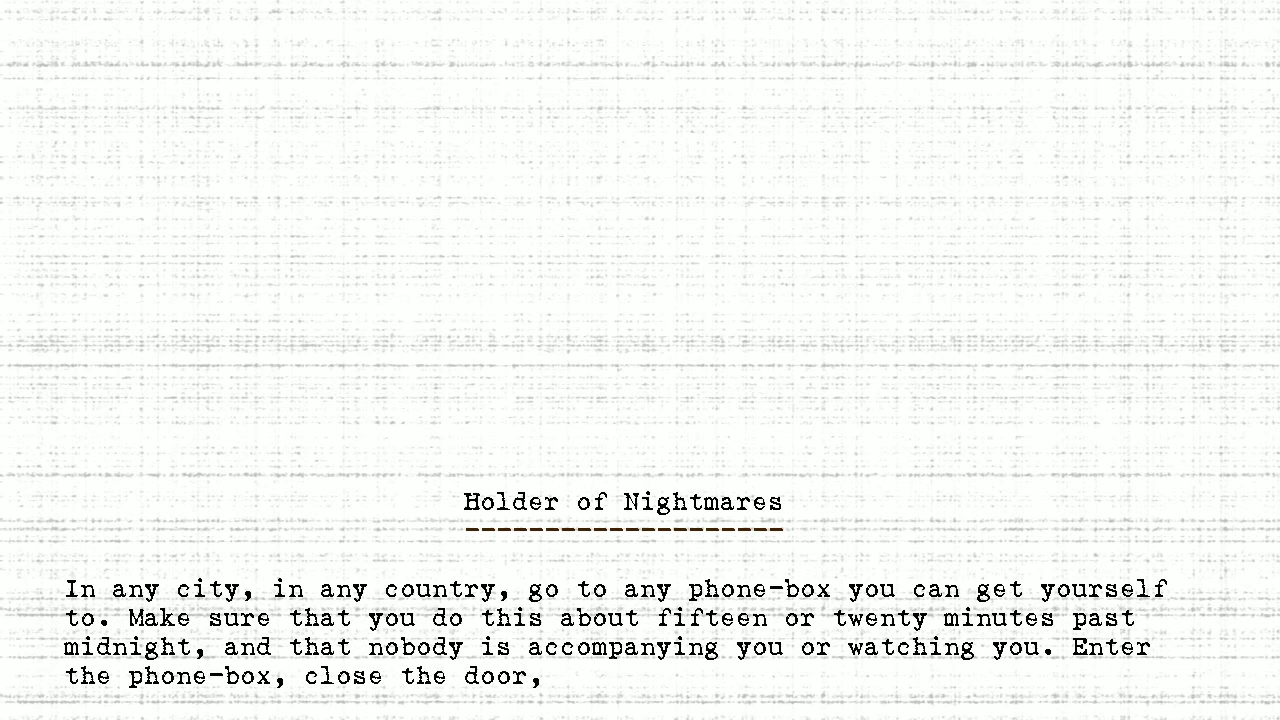 Holder of Nightmares
--------------------
In any city, in any country, go to any phone-box you can get yourself
to. Make sure that you do this about fifteen or twenty minutes past
midnight, and that nobody is accompanying you or watching you. Enter
the phone-box, close the door,